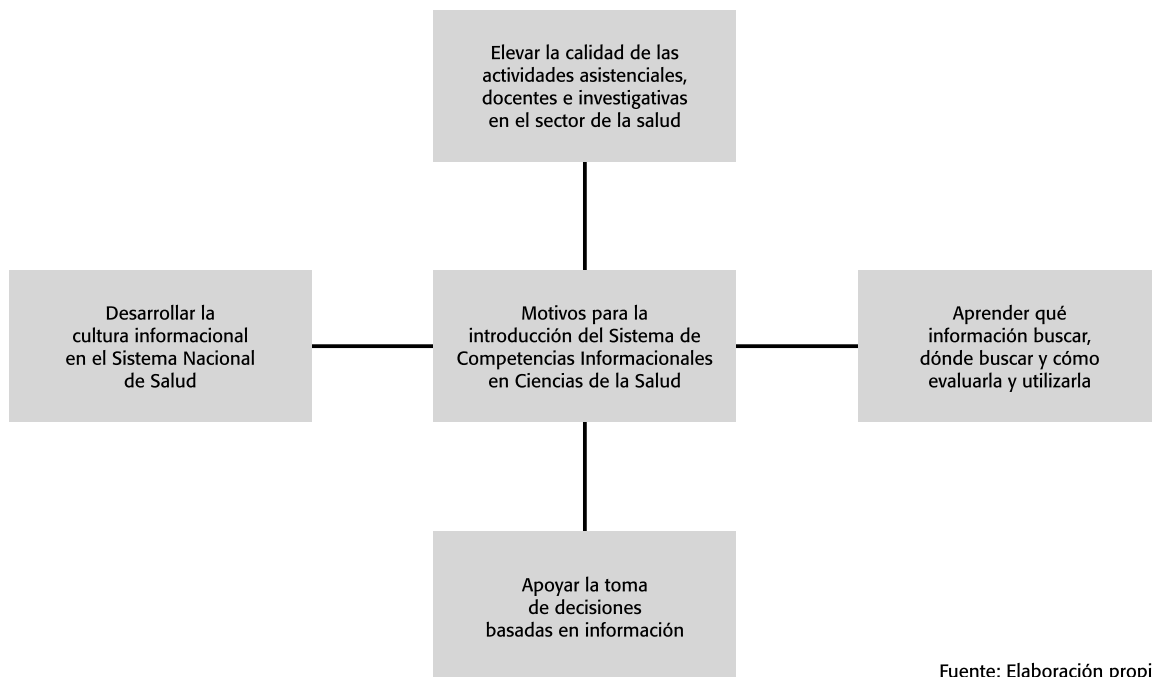 Elevar la calidad de las
actividades asistenciales,
docentes e investigativas
en el sector de la salud
Desarrollar la
cultura informacional
en el Sistema Nacional
de Salud
Motivos para la
introducción del Sistema de
Competencias Informacionales
en Ciencias de la Salud
Aprender qué
información buscar,
dónde buscar y cómo
evaluarla y utilizarla
Apoyar la toma
de decisiones
basadas en información
Fuente: Elaboración propi